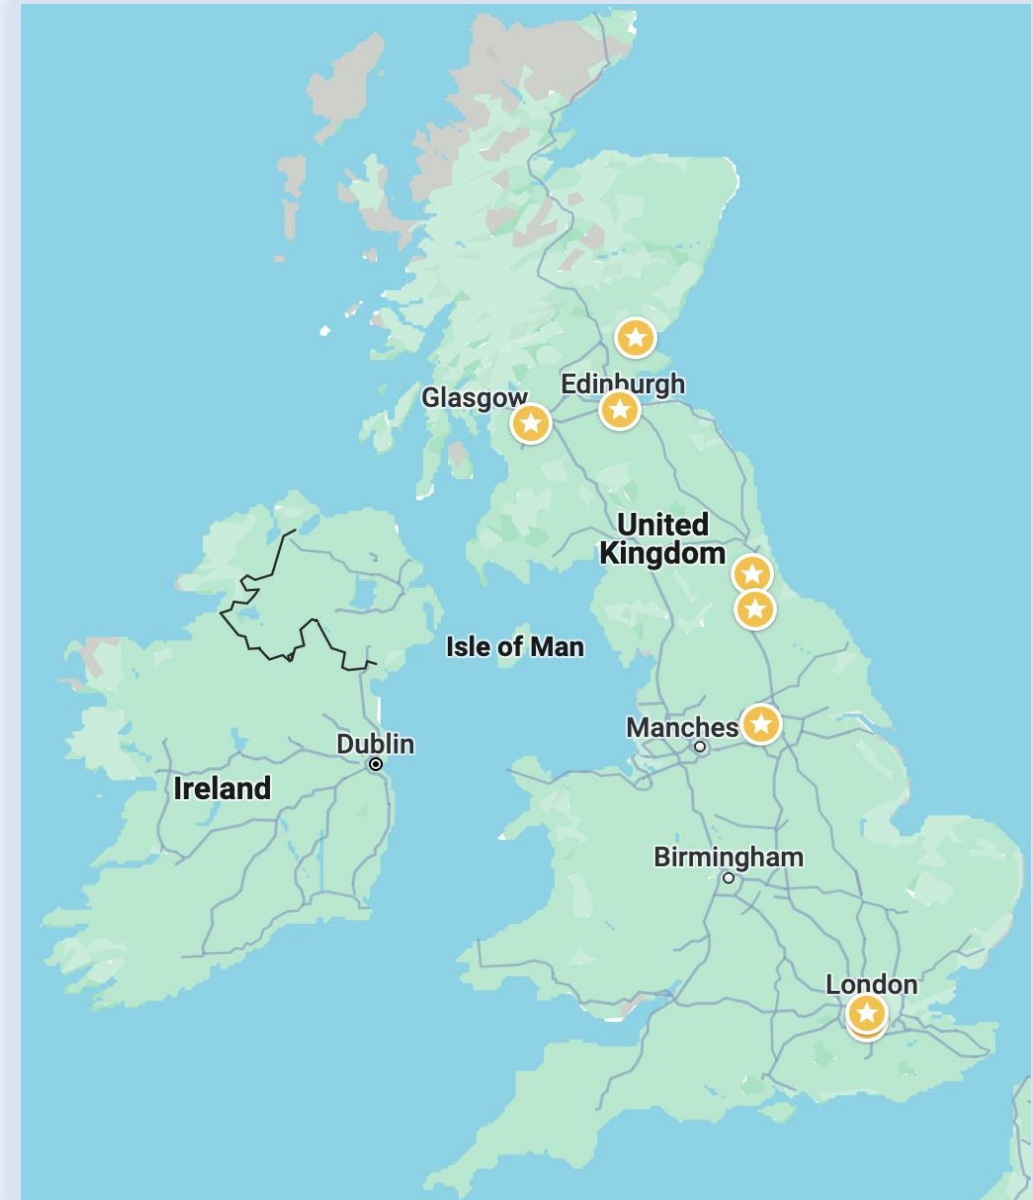 Edinburgh
Glasgow
United
Kingdom
Isle of Man
Manches
Dublin
Ireland
Birmingham
London